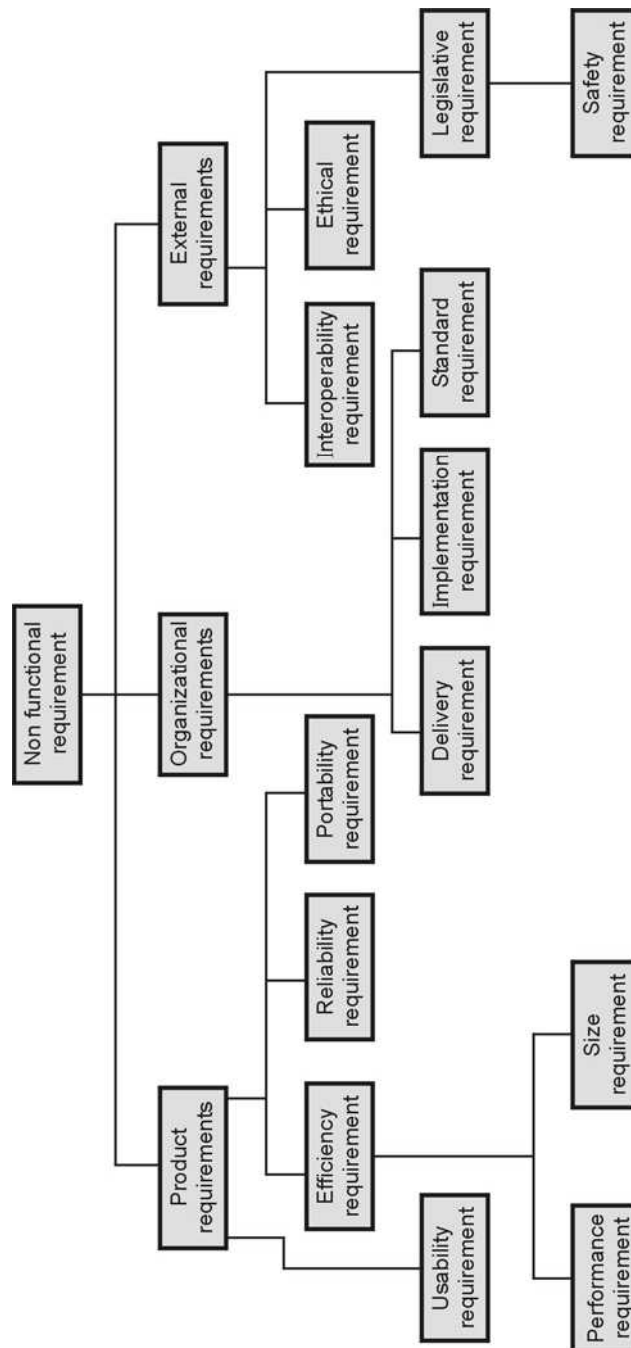 Non functional
requirement
Product
requirements
Organizational
requirements
External
requirements
Efficiency
requirement
Reliability
requirement
Portability
requirement
Interoperability
requirement
Ethical
requirement
Usability
requirement
Delivery
requirement
Implementation
requirement
Standard
requirement
Legislative
requirement
Performance
requirement
Size
requirement
Safety
requirement